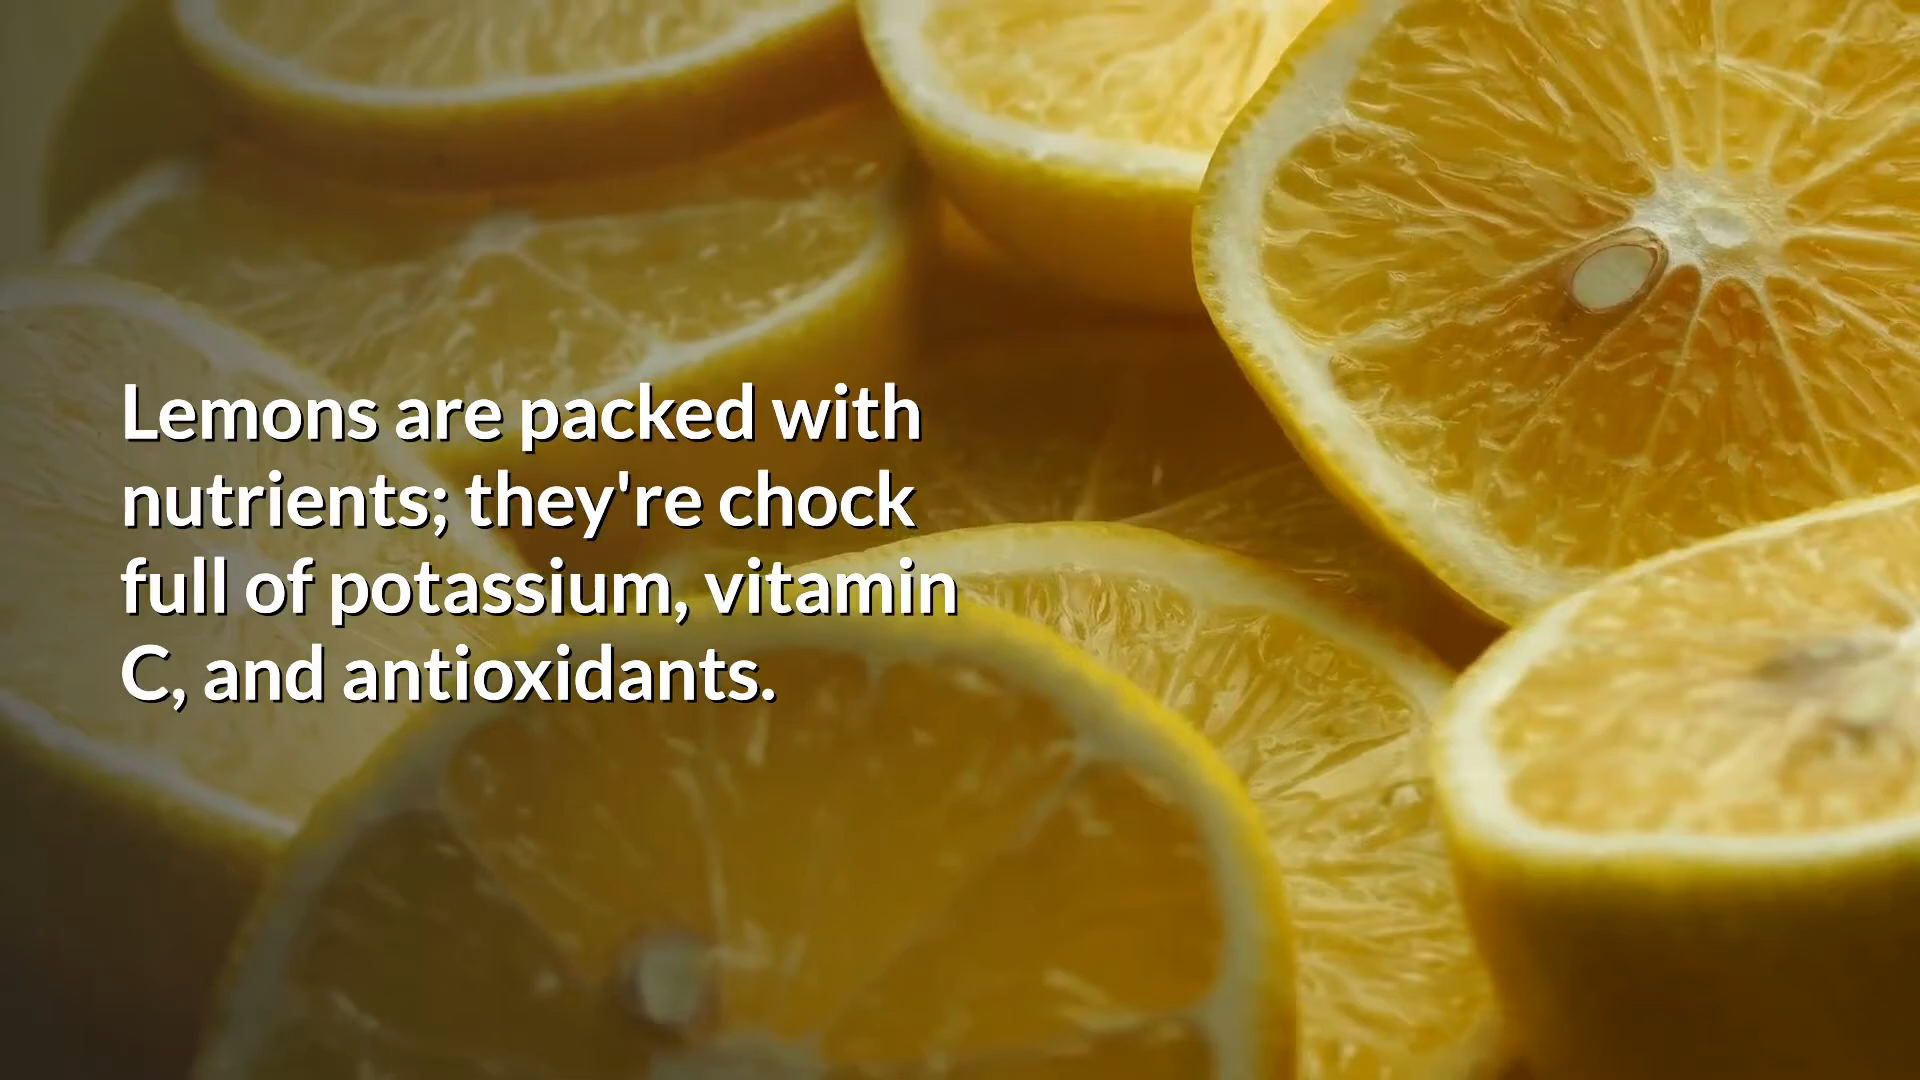 Lemons are packed with
nutrients; they're chock
full of potassium, vitamin
C, and antioxidants.